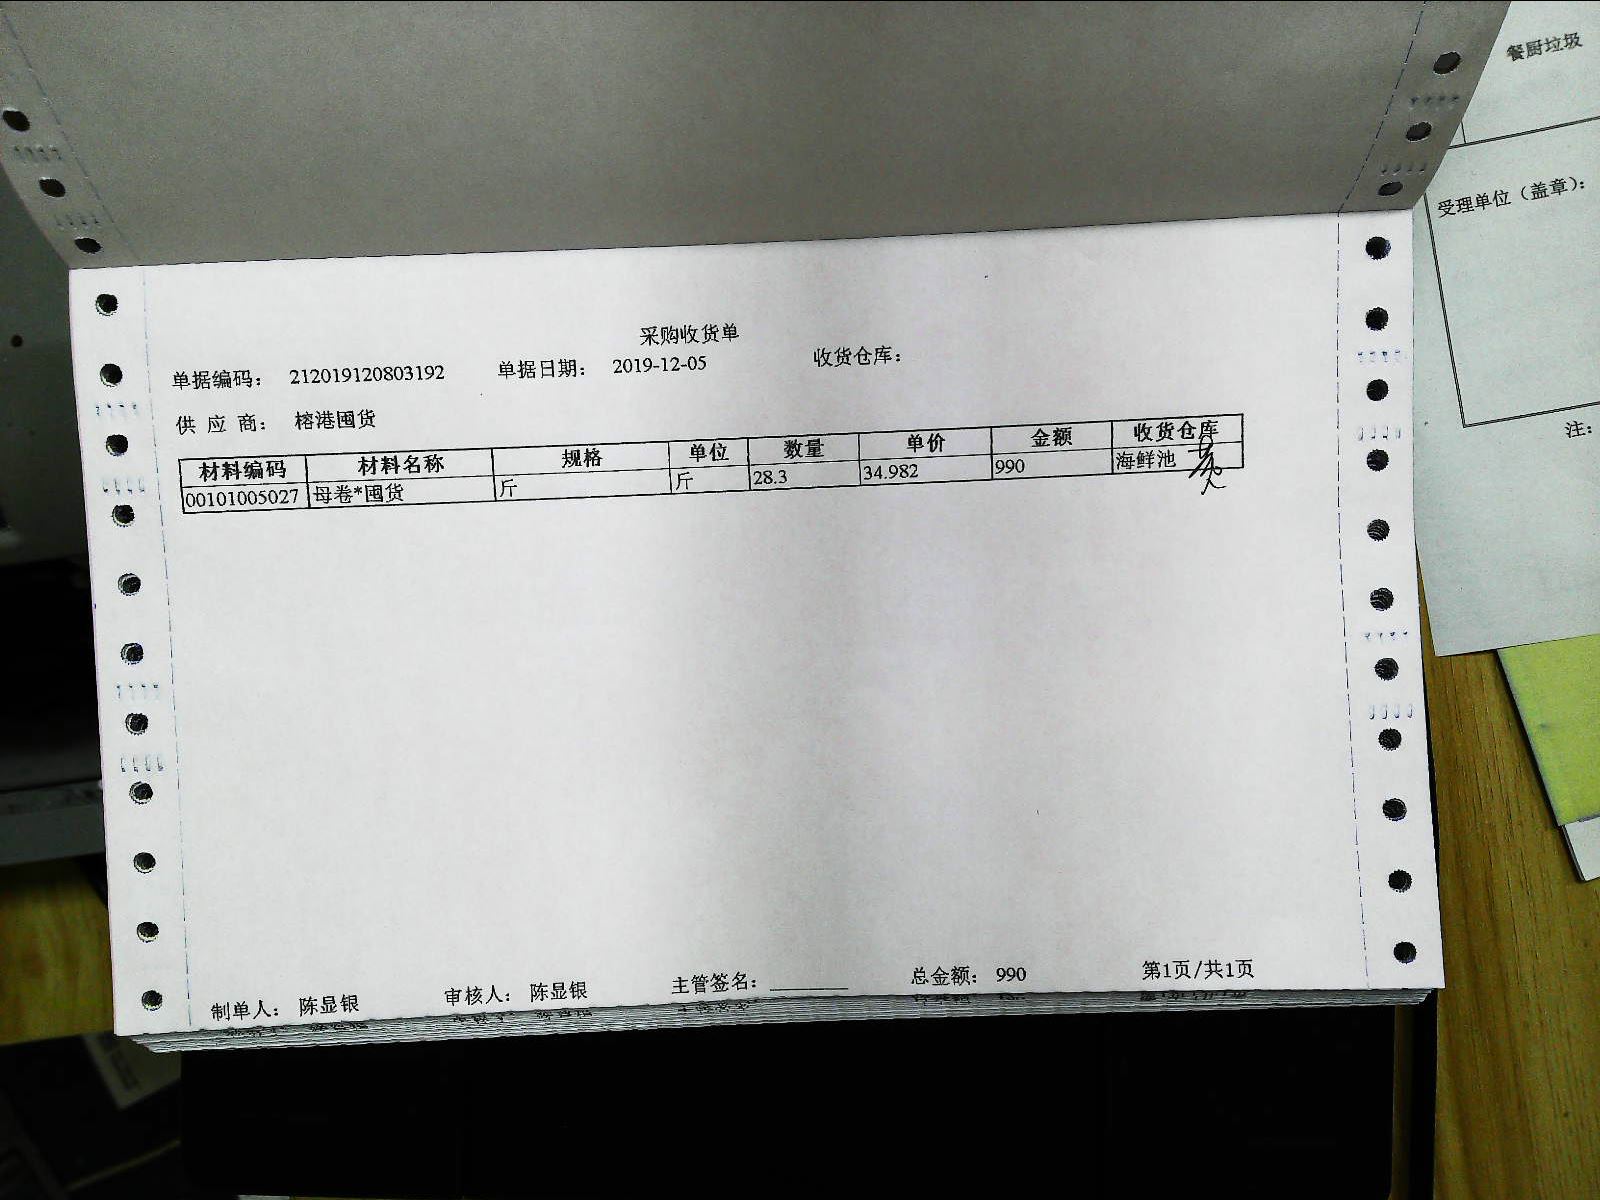 采购收货单
单据编码： 212019120803192 单据日期： 2019-12-05 收货仓库：
供 应 商： 榕港囤货
材料编码 材料名称 规格 单位 数量 单价 金额 收货仓库
00101005027 母卷*囤货 斤 斤 28.3 34.982 990 海鲜池
制单人： 陈显银 审核人： 陈显银 主管签名： 总金额： 990 第1页/共1页
餐厨垃圾
受理单位（盖章）：
注：